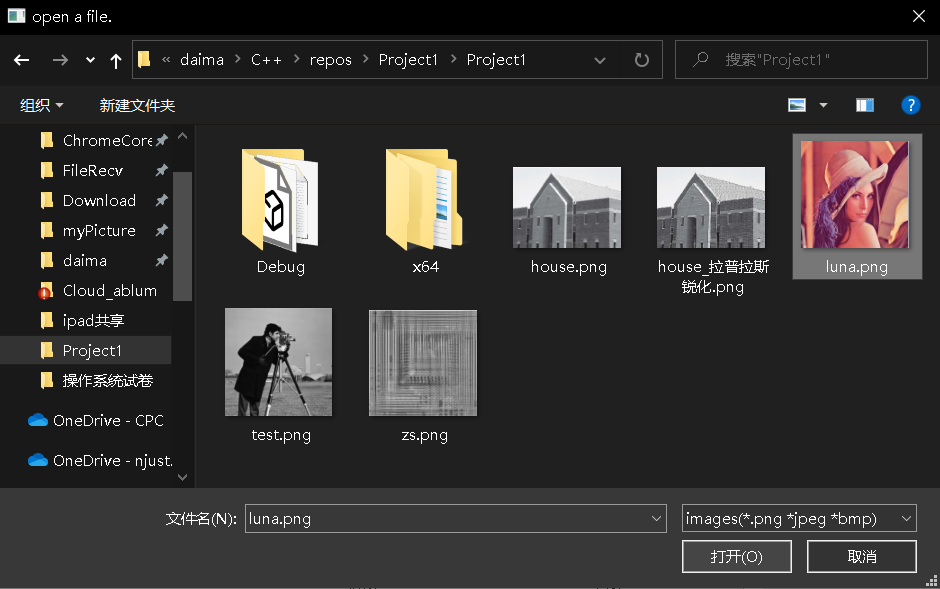 open a file.
« daima > C++ > repos > Project1 > Project1
搜索"Project1"
组织
新建文件夹
ChromeCore
FileRecv
Download
myPicture
daima
Cloud_ablum
ipad共享
Project1
操作系统试卷
OneDrive - CPC
OneDrive - njust.
Debug
x64
house.png
house_拉普拉斯
锐化.png
luna.png
test.png
zs.png
文件名(N):
luna.png
images(*.png *jpeg *bmp)
打开(O)
取消